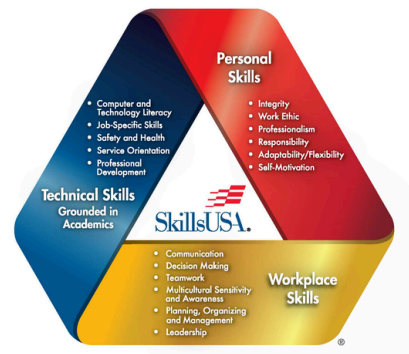 Personal
Skills
• Integrity
• Work Ethic
• Professionalism
• Responsibility
• Adaptability/Flexibility
• Self-Motivation
• Computer and
Technology Literacy
• Job-Specific Skills
• Safety and Health
• Service Orientation
• Professional
Development
Technical Skills
Grounded in
Academics
SkillsUSA.
• Communication
• Decision Making
• Teamwork
• Multicultural Sensitivity
and Awareness
• Planning, Organizing
and Management
• Leadership
Workplace
Skills
®